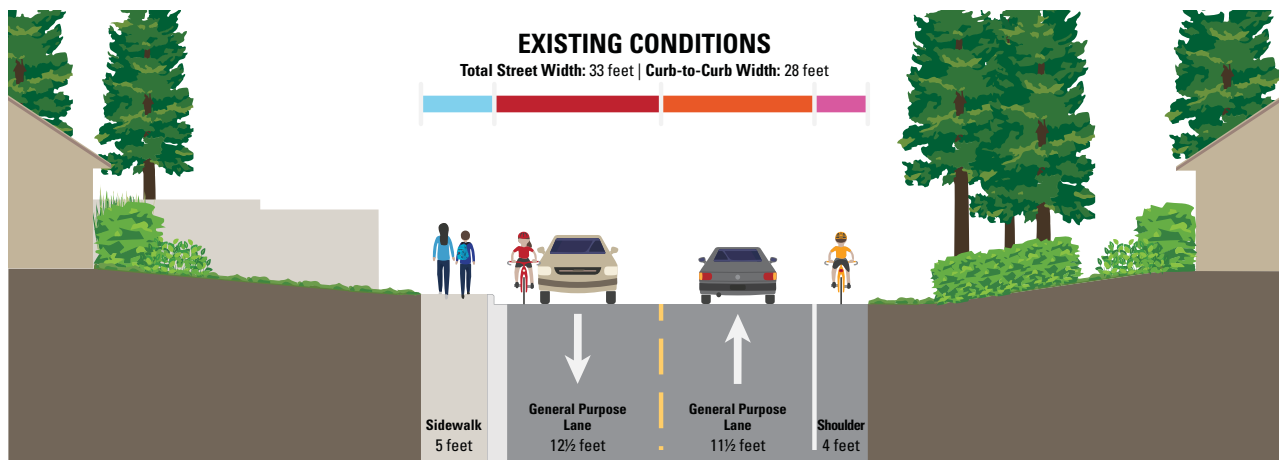 EXISTING CONDITIONS
Total Street Width: 33 feet | Curb-to-Curb Width: 28 feet
Sidewalk
5 feet
General Purpose
Lane
12½ feet
General Purpose
Lane
11½ feet
Shoulder
4 feet